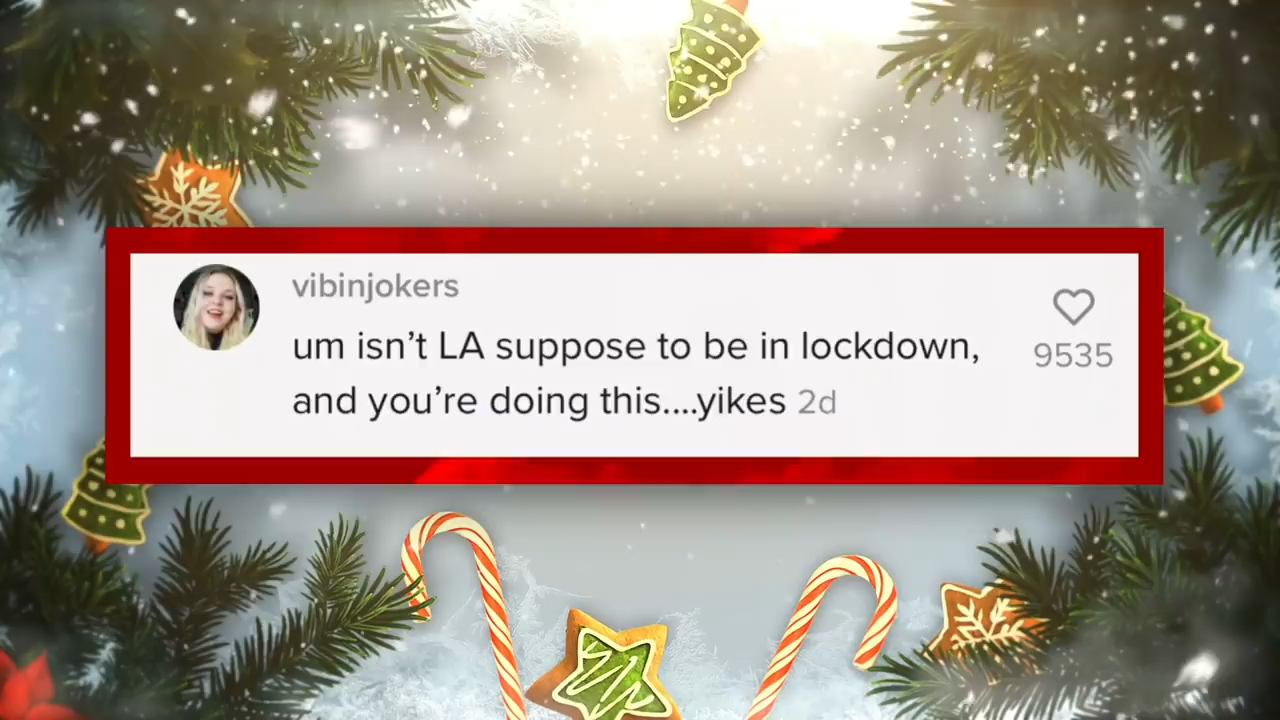 vibinjokers
um isn’t LA suppose to be in lockdown,
and you’re doing this....yikes 2d
9535